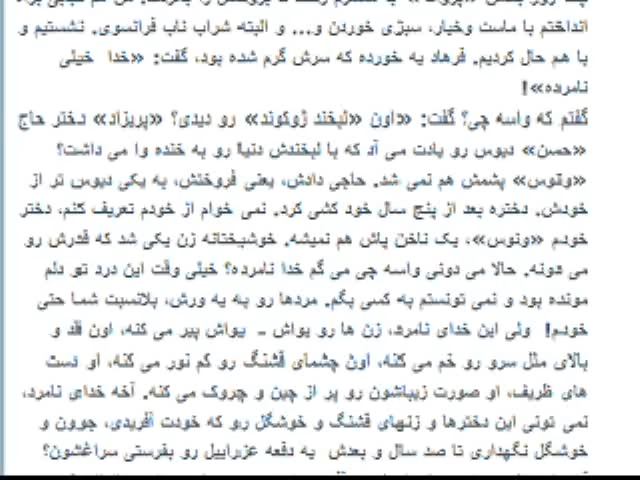 انداختم با ماست وخیار، سبزی خوردن و... و البته شراب ناب فرانسوی. نشستیم و
با هم حال کردیم. فرهاد یه خورده که سرش گرم شده بود، گفت: «خدا خیلی
نامرده»!
گفتم که واسه چی؟ گفت: «اون «لبخند ژوکوند» رو دیدی؟ «پریزاد» دختر حاج
«حسن» دیوس رو یادت می آد که با لبخندش دنیا رو به خنده وا می داشت؟
«ونوس» پشمش هم نمی شد. حاجی دادش، یعنی فروختش، به یکی دیوس تر از
خودش. دختره بعد از پنج سال خود کشی کرد. نمی خوام از خودم تعریف کنم، دختر
خودم «ونوس»، یک ناخن پاش هم نمیشه. خوشبختانه زن یکی شد که قدرش رو
می دونه. حالا می دونی واسه چی می گم خدا نامرده؟ خیلی وقت این درد تو دلم
مونده بود و نمی تونستم به کسی بگم. مردها رو یه یه ورش، بلانسبت شما حتی
خودم! ولی این خدای نامرد، زن ها رو یواش - یواش پیر می کنه، اون قد و
بالای مثل سرو رو خم می کنه، اون چشمای قشنگ رو کم نور می کنه، او دست
های ظریف، او صورت زیباشون رو پر از چین و چروک می کنه. آخه خدای نامرد،
نمی تونی این دخترها و زنهای قشنگ و خوشگل رو که خودت آفریدی، جوون و
خوشگل نگهداری تا صد سال و بعدش یه دفعه عزراییل رو بفرستی سراغشون؟